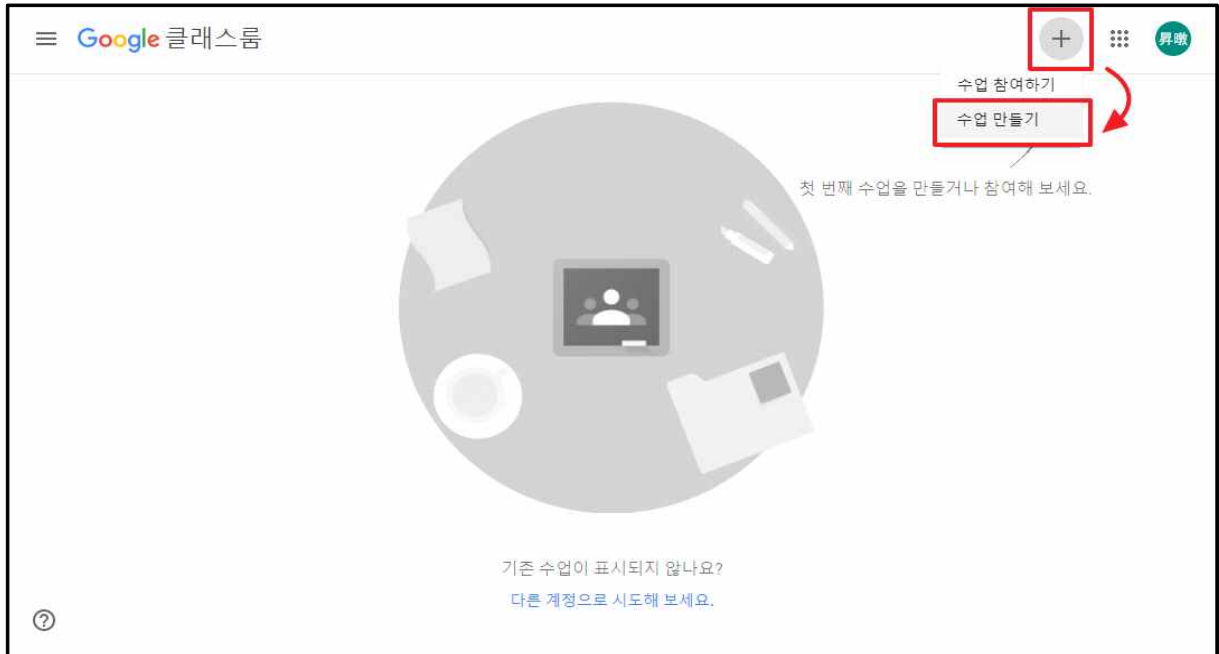 Google 클래스룸
昇暾
수업 참여하기
수업 만들기
첫 번째 수업을 만들거나 참여해 보세요.
기존 수업이 표시되지 않나요?
다른 계정으로 시도해 보세요.